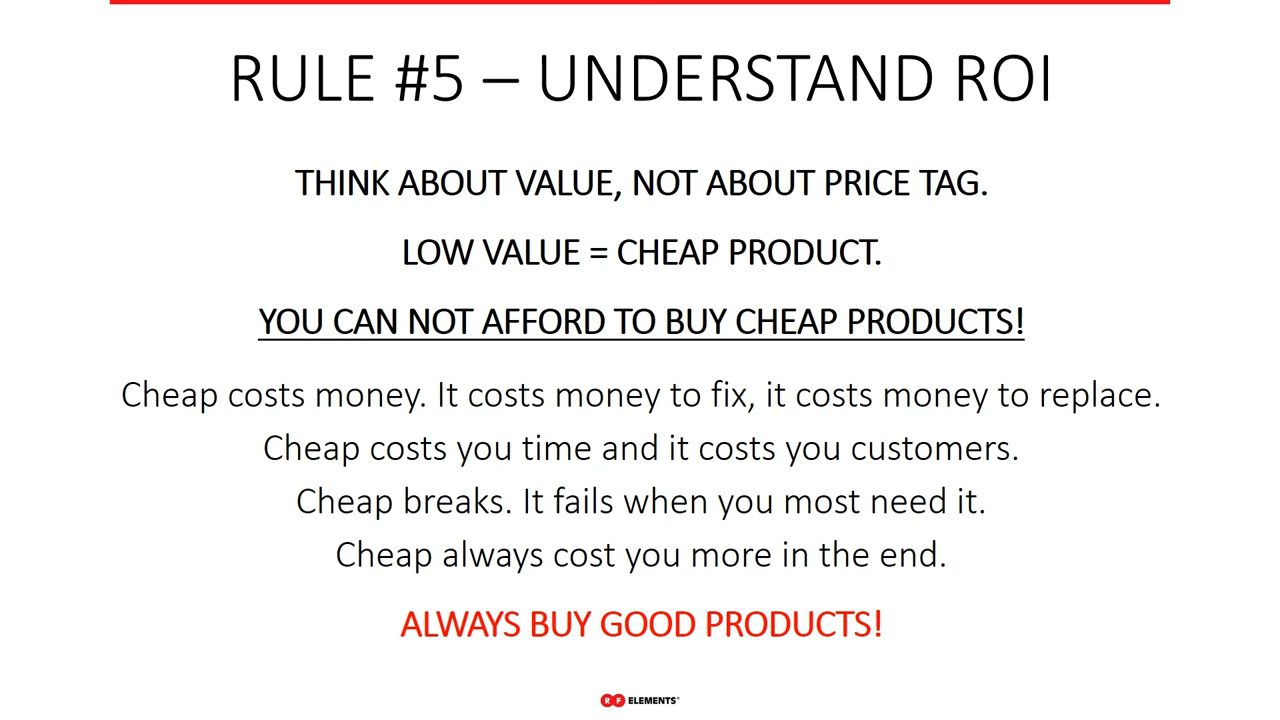 RULE #5 – UNDERSTAND ROI
THINK ABOUT VALUE, NOT ABOUT PRICE TAG.
LOW VALUE = CHEAP PRODUCT.
YOU CAN NOT AFFORD TO BUY CHEAP PRODUCTS!
Cheap costs money. It costs money to fix, it costs money to replace.
Cheap costs you time and it costs you customers.
Cheap breaks. It fails when you most need it.
Cheap always cost you more in the end.
ALWAYS BUY GOOD PRODUCTS!
RF ELEMENTS®